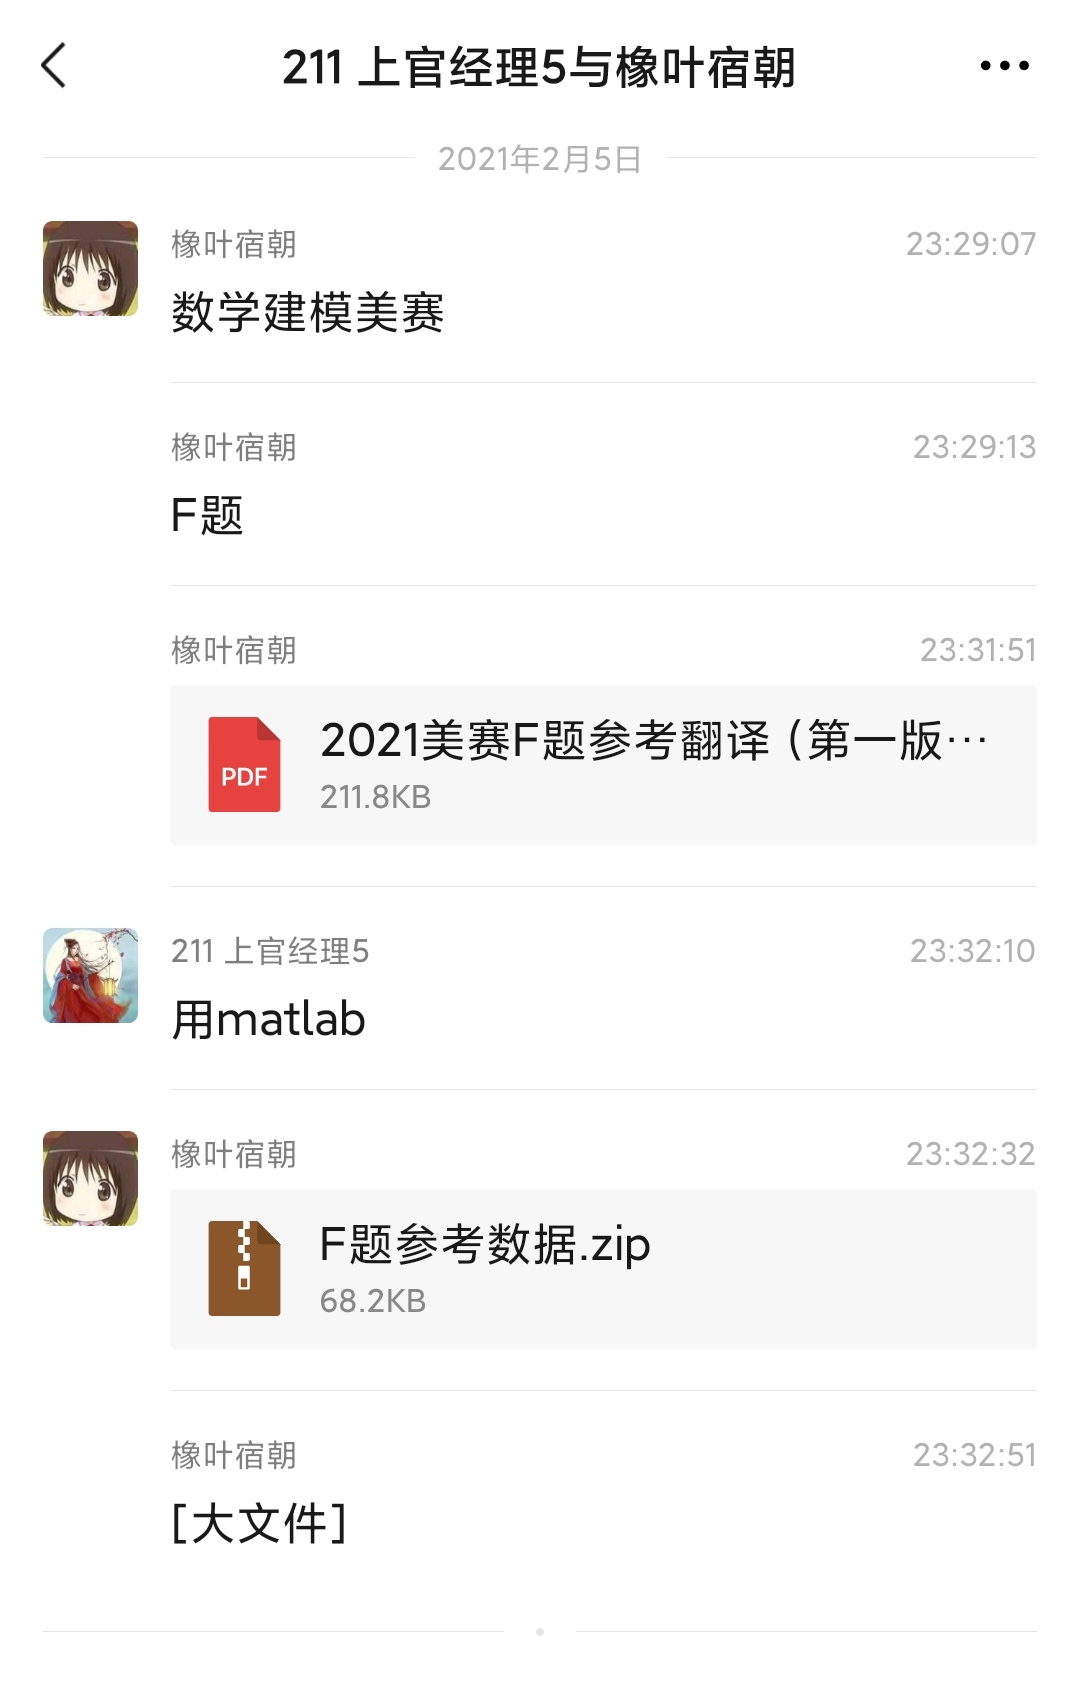 211 上官经理5与橡叶宿朝
2021年2月5日
橡叶宿朝 23:29:07
数学建模美赛
橡叶宿朝 23:29:13
F题
橡叶宿朝 23:31:51
2021美赛F题参考翻译（第一版…
PDF
211.8KB
211 上官经理5 23:32:10
用matlab
橡叶宿朝 23:32:32
F题参考数据.zip
68.2KB
橡叶宿朝 23:32:51
[大文件]